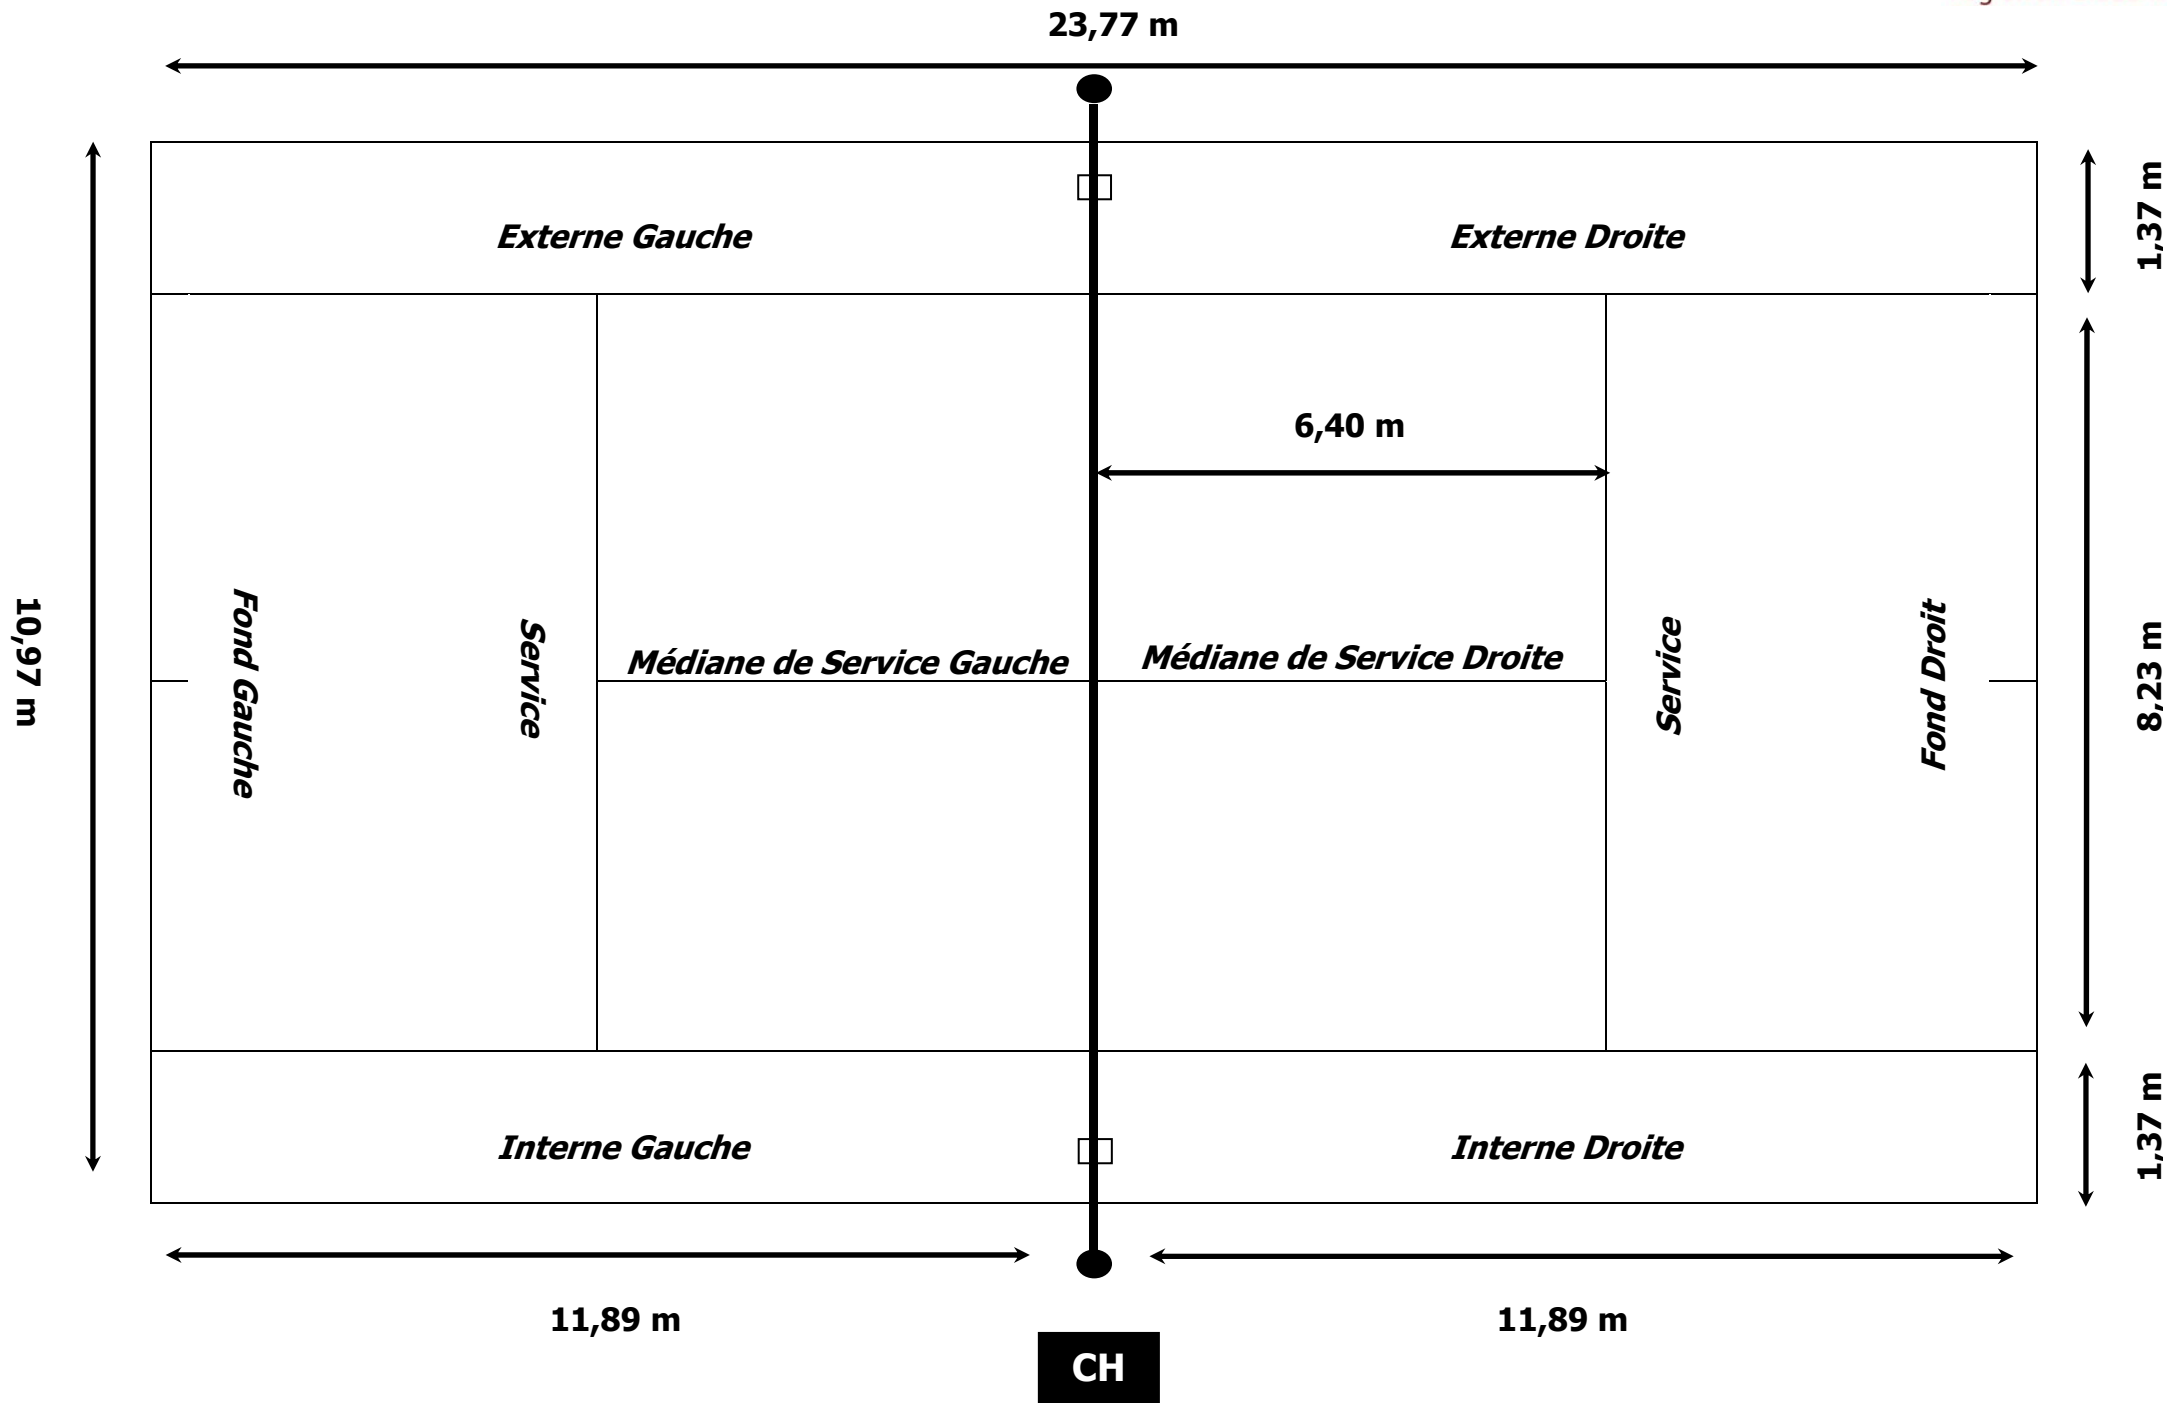 23,77 m
1,37 m
Externe Gauche
Externe Droite
6,40 m
10,97 m
Fond Gauche
Service
Médiane de Service Gauche
Médiane de Service Droite
Service
Fond Droit
8,23 m
Interne Gauche
Interne Droite
1,37 m
11,89 m
11,89 m
CH